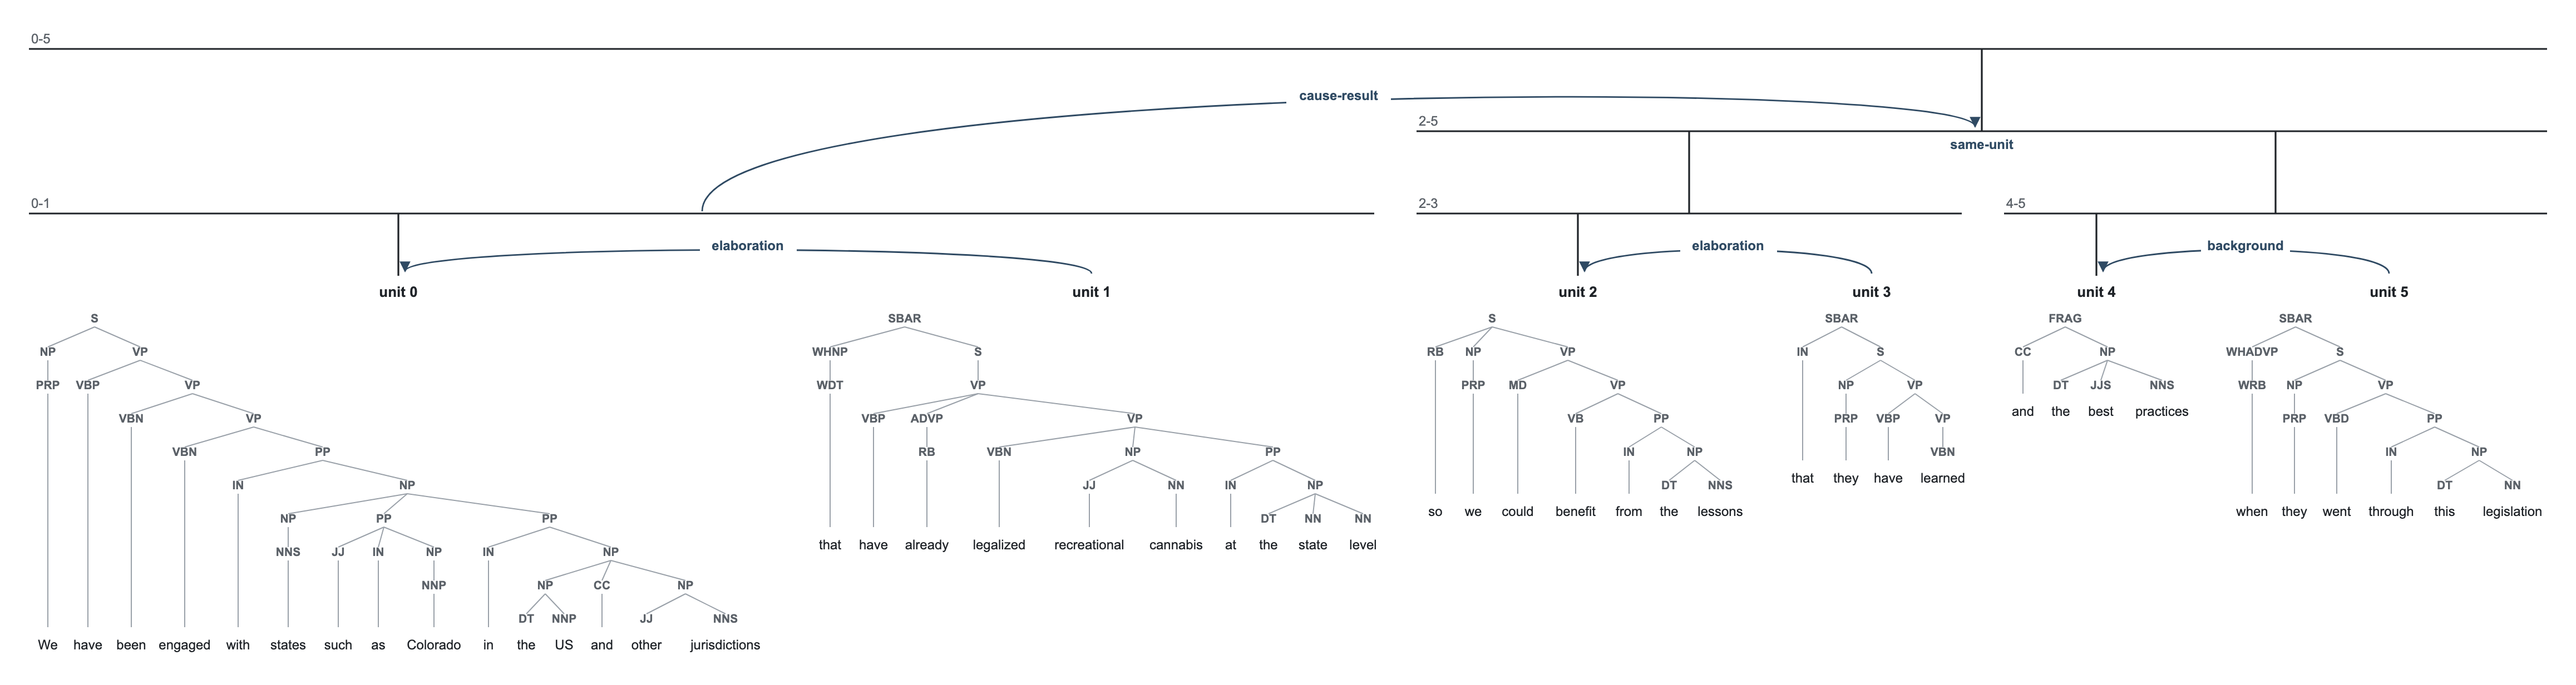 0-5
cause-result
2-5
same-unit
0-1 2-3 4-5
elaboration elaboration background
unit 0 unit 1 unit 2 unit 3 unit 4 unit 5
S SBAR S SBAR FRAG SBAR
NP VP WHNP S RB NP VP IN S CC NP WHADVP S
PRP VBP VP WDT VP PRP MD VP NP VP DT JJS NNS WRB NP VP
and the best practices
VBN VP VBP ADVP VP VB PP PRP VBP VP PRP VBD PP
VBN PP RB VBN NP PP IN NP VBN IN NP
that they have learned
IN NP JJ NN IN NP DT NNS DT NN
so we could benefit from the lessons when they went through this legislation
NP PP PP DT NN NN
that have already legalized recreational cannabis at the state level
NNS JJ IN NP IN NP
NNP NP CC NP
DT NNP JJ NNS
We have been engaged with states such as Colorado in the US and other jurisdictions